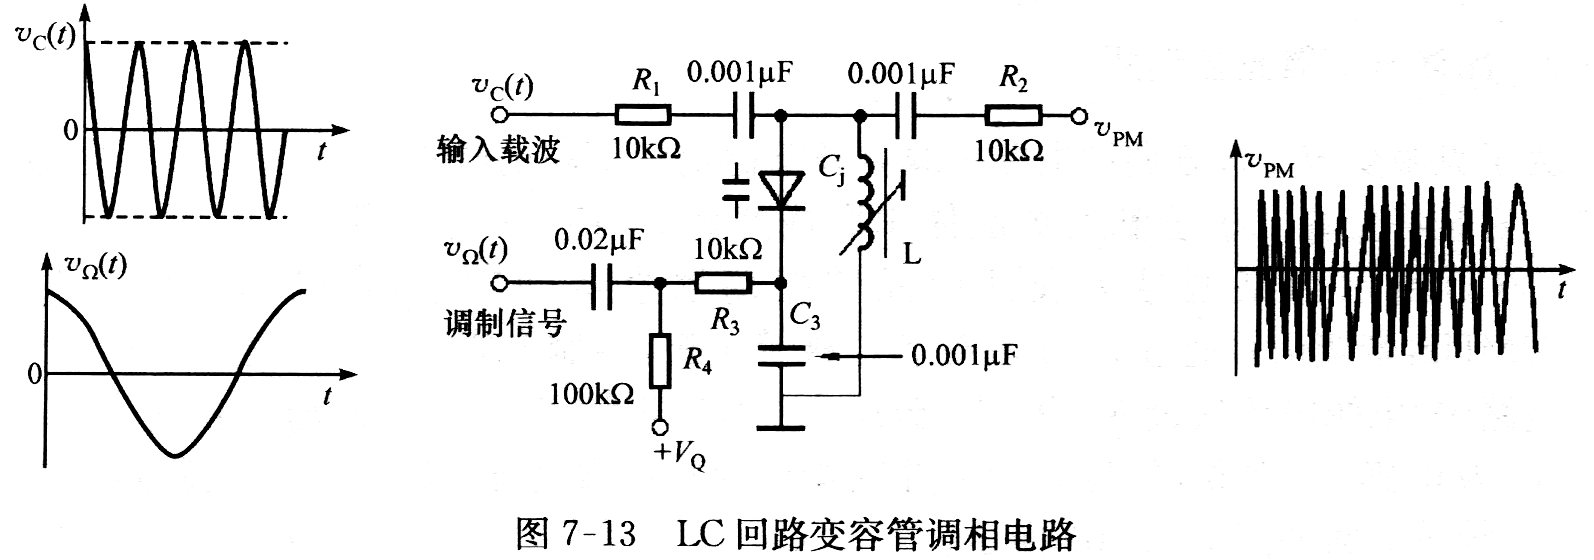 v_C(t)
0
t
v_Ω(t)
0
t
v_C(t)
输入载波
R_1
10kΩ
0.001μF
0.001μF
R_2
10kΩ
v_PM
C_j
L
v_Ω(t)
调制信号
0.02μF
10kΩ
R_3
C_3
0.001μF
R_4
100kΩ
+V_Q
v_PM
t
图 7-13 LC 回路变容管调相电路